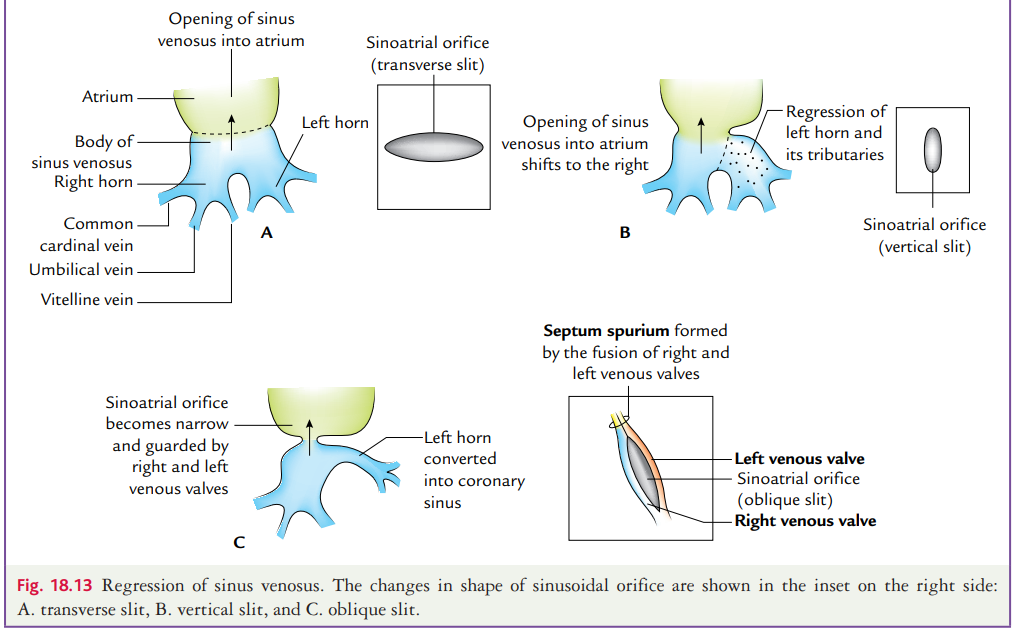 Opening of sinus
venosus into atrium
Sinoatrial orifice
(transverse slit)
Atrium
Left horn
Body of
sinus venosus
Right horn
Common
cardinal vein
Umbilical vein
Vitelline vein
A
Opening of sinus
venosus into atrium
shifts to the right
Regression of
left horn and
its tributaries
B
Sinoatrial orifice
(vertical slit)
Sinoatrial orifice
becomes narrow
and guarded by
right and left
venous valves
Left horn
converted
into coronary
sinus
C
Septum spurium formed
by the fusion of right and
left venous valves
Left venous valve
Sinoatrial orifice
(oblique slit)
Right venous valve
Fig. 18.13 Regression of sinus venosus. The changes in shape of sinusoidal orifice are shown in the inset on the right side:
A. transverse slit, B. vertical slit, and C. oblique slit.